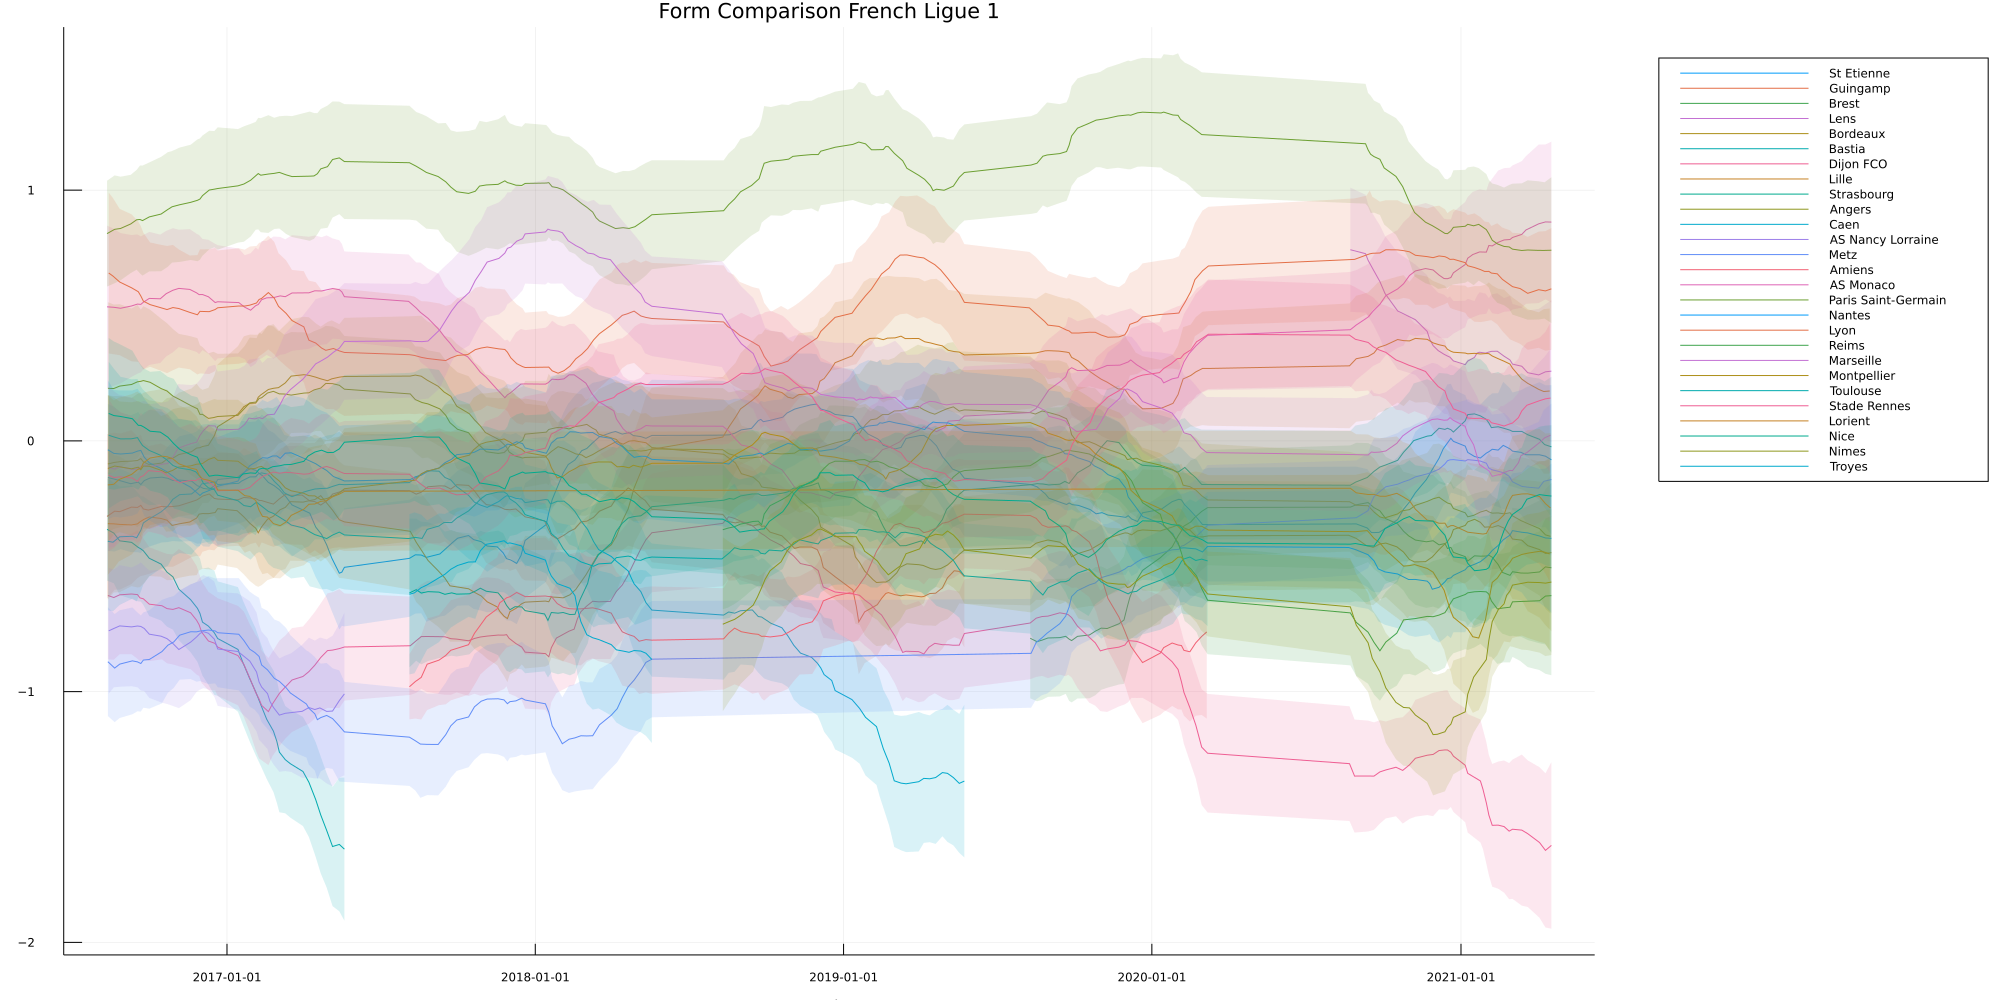 Form Comparison French Ligue 1
1
0
−1
−2
2017-01-01
2018-01-01
2019-01-01
2020-01-01
2021-01-01
St Etienne
Guingamp
Brest
Lens
Bordeaux
Bastia
Dijon FCO
Lille
Strasbourg
Angers
Caen
AS Nancy Lorraine
Metz
Amiens
AS Monaco
Paris Saint-Germain
Nantes
Lyon
Reims
Marseille
Montpellier
Toulouse
Stade Rennes
Lorient
Nice
Nimes
Troyes